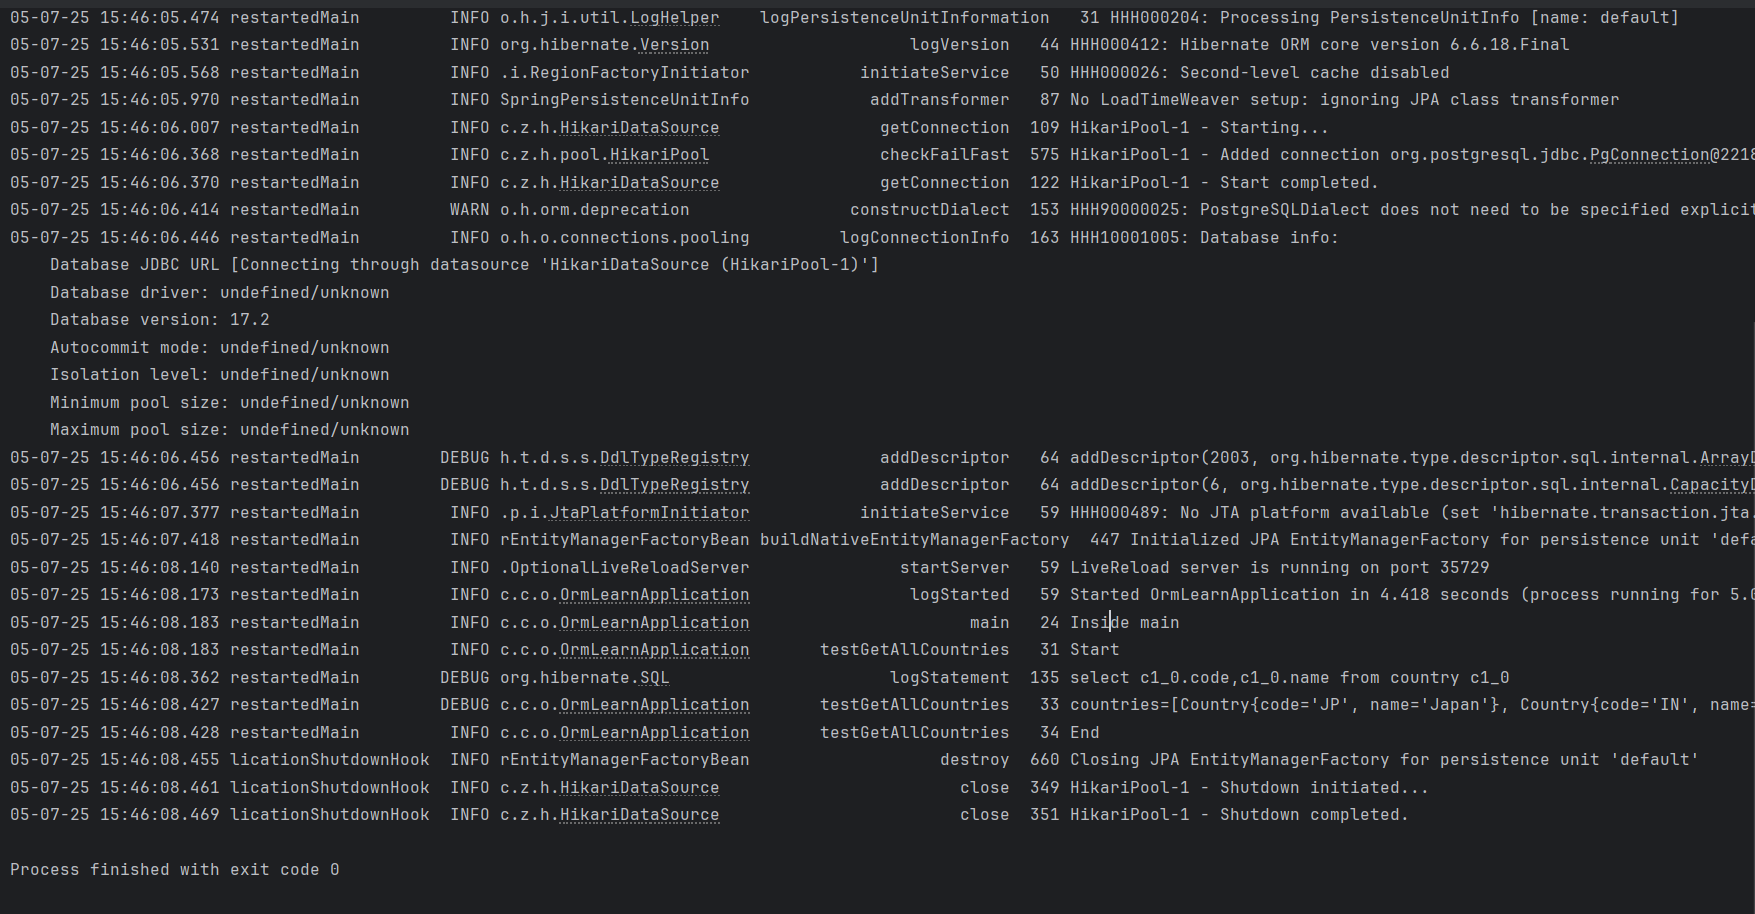 05-07-25 15:46:05.474 restartedMain INFO o.h.j.i.util.LogHelper logPersistenceUnitInformation 31 HHH000204: Processing PersistenceUnitInfo [name: default]
05-07-25 15:46:05.531 restartedMain INFO org.hibernate.Version logVersion 44 HHH000412: Hibernate ORM core version 6.6.18.Final
05-07-25 15:46:05.568 restartedMain INFO .i.RegionFactoryInitiator initiateService 50 HHH000026: Second-level cache disabled
05-07-25 15:46:05.970 restartedMain INFO SpringPersistenceUnitInfo addTransformer 87 No LoadTimeWeaver setup: ignoring JPA class transformer
05-07-25 15:46:06.007 restartedMain INFO c.z.h.HikariDataSource getConnection 109 HikariPool-1 - Starting...
05-07-25 15:46:06.368 restartedMain INFO c.z.h.pool.HikariPool checkFailFast 575 HikariPool-1 - Added connection org.postgresql.jdbc.PgConnection@2218
05-07-25 15:46:06.370 restartedMain INFO c.z.h.HikariDataSource getConnection 122 HikariPool-1 - Start completed.
05-07-25 15:46:06.414 restartedMain WARN o.h.orm.deprecation constructDialect 153 HHH90000025: PostgreSQLDialect does not need to be specified explicit
05-07-25 15:46:06.446 restartedMain INFO o.h.o.connections.pooling logConnectionInfo 163 HHH10001005: Database info:
Database JDBC URL [Connecting through datasource 'HikariDataSource (HikariPool-1)']
Database driver: undefined/unknown
Database version: 17.2
Autocommit mode: undefined/unknown
Isolation level: undefined/unknown
Minimum pool size: undefined/unknown
Maximum pool size: undefined/unknown
05-07-25 15:46:06.456 restartedMain DEBUG h.t.d.s.s.DdlTypeRegistry addDescriptor 64 addDescriptor(2003, org.hibernate.type.descriptor.sql.internal.ArrayD
05-07-25 15:46:06.456 restartedMain DEBUG h.t.d.s.s.DdlTypeRegistry addDescriptor 64 addDescriptor(6, org.hibernate.type.descriptor.sql.internal.CapacityD
05-07-25 15:46:07.377 restartedMain INFO .p.i.JtaPlatformInitiator initiateService 59 HHH000489: No JTA platform available (set 'hibernate.transaction.jta.
05-07-25 15:46:07.418 restartedMain INFO rEntityManagerFactoryBean buildNativeEntityManagerFactory 447 Initialized JPA EntityManagerFactory for persistence unit 'defa
05-07-25 15:46:08.140 restartedMain INFO .OptionalLiveReloadServer startServer 59 LiveReload server is running on port 35729
05-07-25 15:46:08.173 restartedMain INFO c.c.o.OrmLearnApplication logStarted 59 Started OrmLearnApplication in 4.418 seconds (process running for 5.0
05-07-25 15:46:08.183 restartedMain INFO c.c.o.OrmLearnApplication main 24 Inside main
05-07-25 15:46:08.183 restartedMain INFO c.c.o.OrmLearnApplication testGetAllCountries 31 Start
05-07-25 15:46:08.362 restartedMain DEBUG org.hibernate.SQL logStatement 135 select c1_0.code,c1_0.name from country c1_0
05-07-25 15:46:08.427 restartedMain DEBUG c.c.o.OrmLearnApplication testGetAllCountries 33 countries=[Country{code='JP', name='Japan'}, Country{code='IN', name=
05-07-25 15:46:08.428 restartedMain INFO c.c.o.OrmLearnApplication testGetAllCountries 34 End
05-07-25 15:46:08.455 licationShutdownHook INFO rEntityManagerFactoryBean destroy 660 Closing JPA EntityManagerFactory for persistence unit 'default'
05-07-25 15:46:08.461 licationShutdownHook INFO c.z.h.HikariDataSource close 349 HikariPool-1 - Shutdown initiated...
05-07-25 15:46:08.469 licationShutdownHook INFO c.z.h.HikariDataSource close 351 HikariPool-1 - Shutdown completed.
Process finished with exit code 0